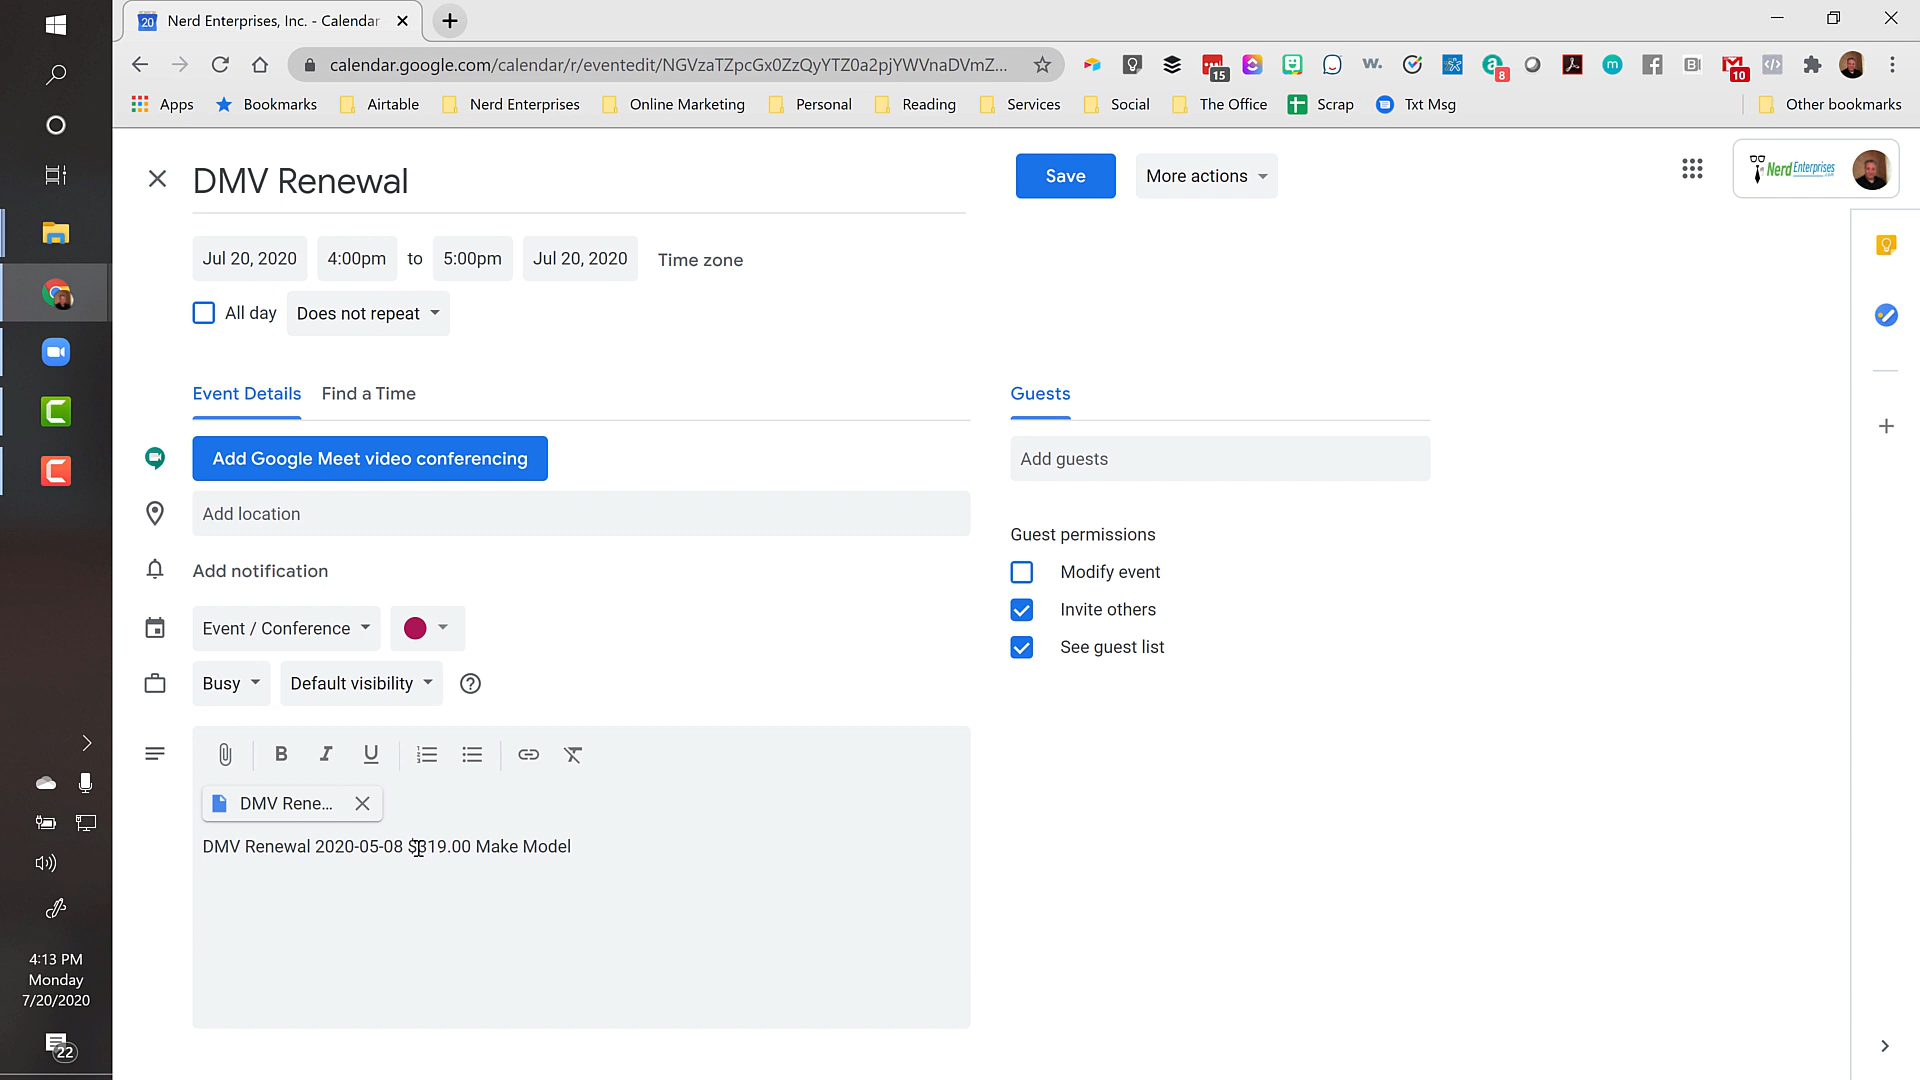 Nerd Enterprises, Inc. - Calendar
calendar.google.com/calendar/r/eventedit/NGVzaTZpcGx0ZzQyYTZ0a2pjYWVnaDVmZ...
15
8
10
Apps Bookmarks Airtable Nerd Enterprises Online Marketing Personal Reading Services Social The Office Scrap Txt Msg Other bookmarks
DMV Renewal
Save
More actions
NerdEnterprises
Jul 20, 2020 4:00pm to 5:00pm Jul 20, 2020 Time zone
All day Does not repeat
Event Details Find a Time
Guests
Add Google Meet video conferencing
Add guests
Add location
Guest permissions
Add notification
Modify event
Event / Conference
Invite others
See guest list
Busy Default visibility
B I U
DMV Rene...
DMV Renewal 2020-05-08 $319.00 Make Model
4:13 PM
Monday
7/20/2020
22